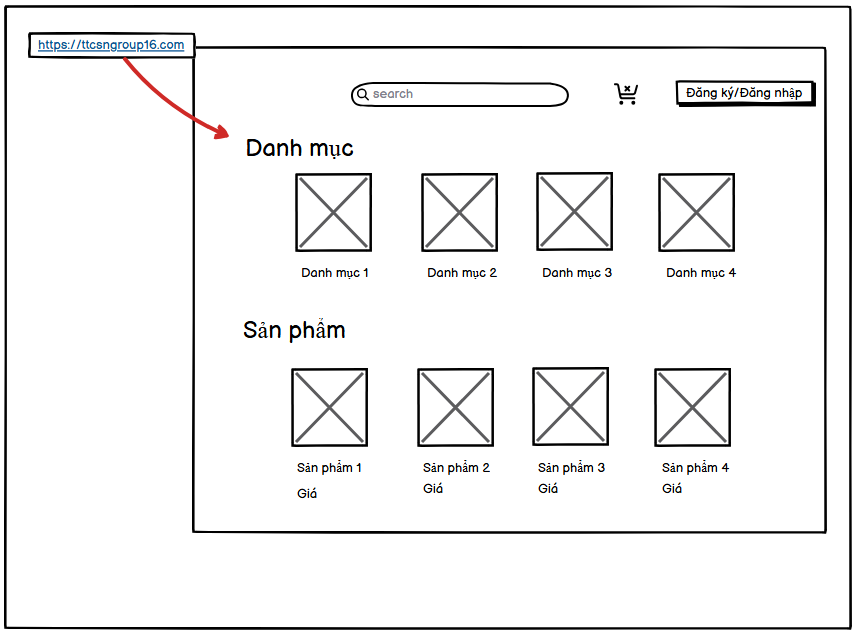 https://ttcsngroup16.com
search
Đăng ký/Đăng nhập
Danh mục
Danh mục 1
Danh mục 2
Danh mục 3
Danh mục 4
Sản phẩm
Sản phẩm 1
Sản phẩm 2
Sản phẩm 3
Sản phẩm 4
Giá
Giá
Giá
Giá